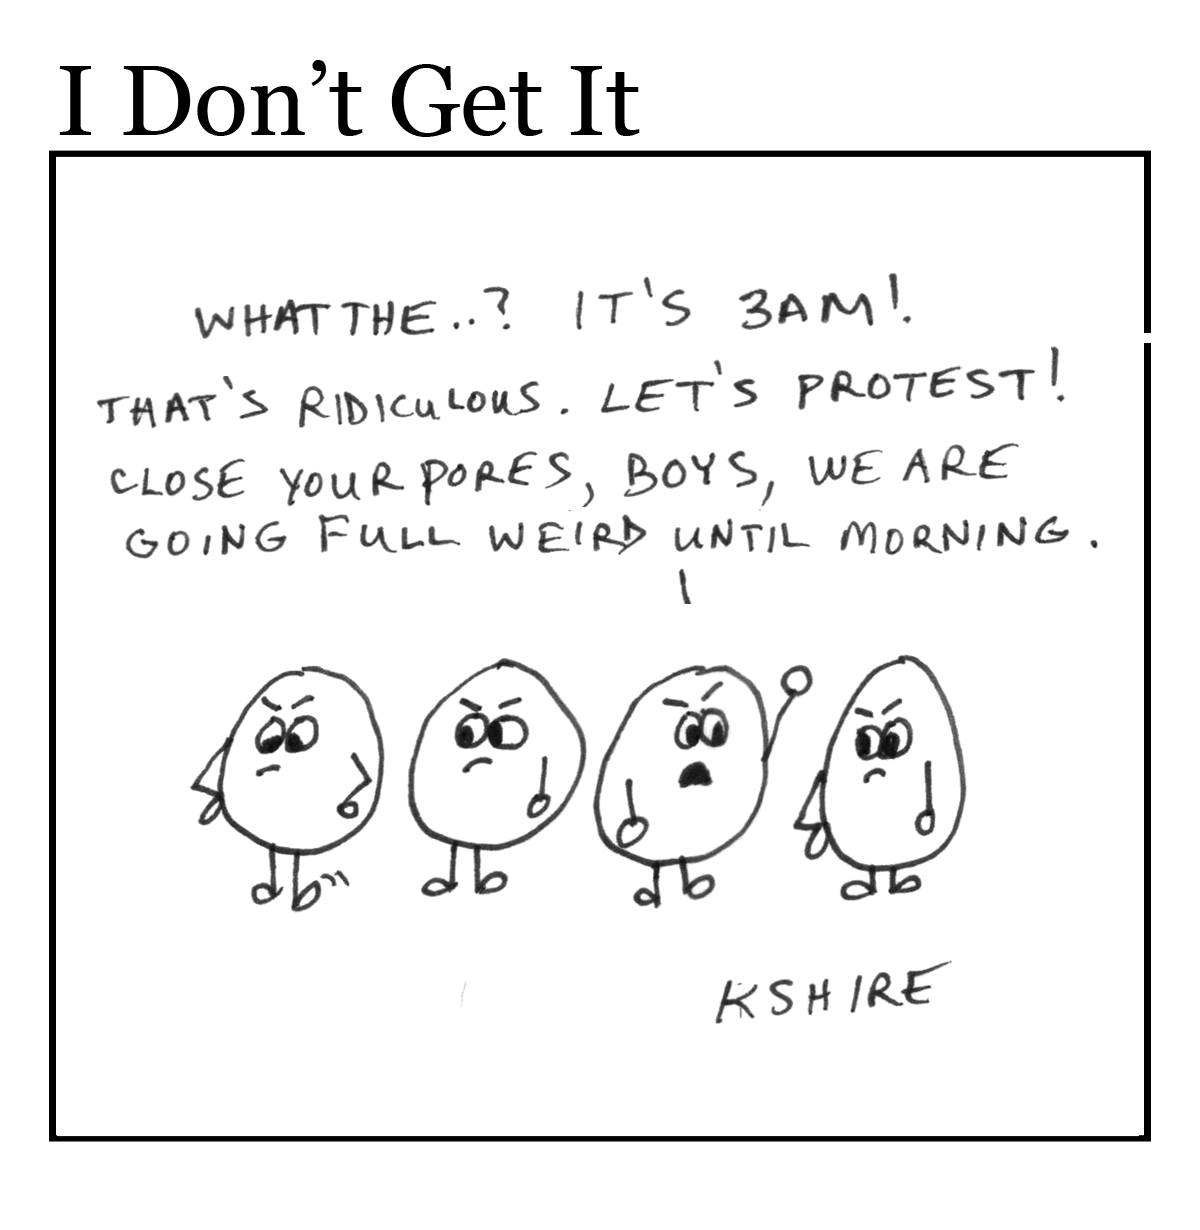 I Don't Get It
WHAT THE..? IT'S 3AM!
THAT'S RIDICULOUS. LET'S PROTEST!
CLOSE YOUR PORES, BOYS, WE ARE
GOING FULL WEIRD UNTIL MORNING.
KSHIRE